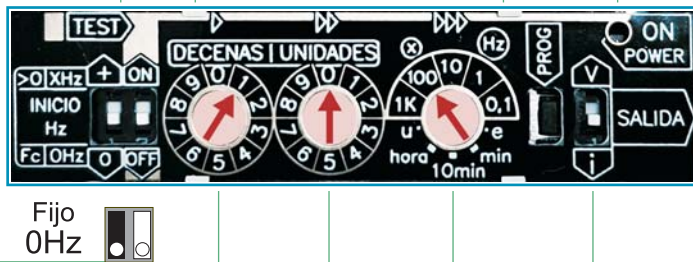 TEST
ON
POWER
DECENAS | UNIDADES
x
Hz
PROG
>0 XHz + ON
INICIO
Hz
Fc 0Hz 0 OFF
0 1 2 3 4 5 6 7 8 9
0 1 2 3 4 5 6 7 8 9
1K 100 10 1 0,1
u e
hora 10min min
V
SALIDA
i
Fijo
0Hz